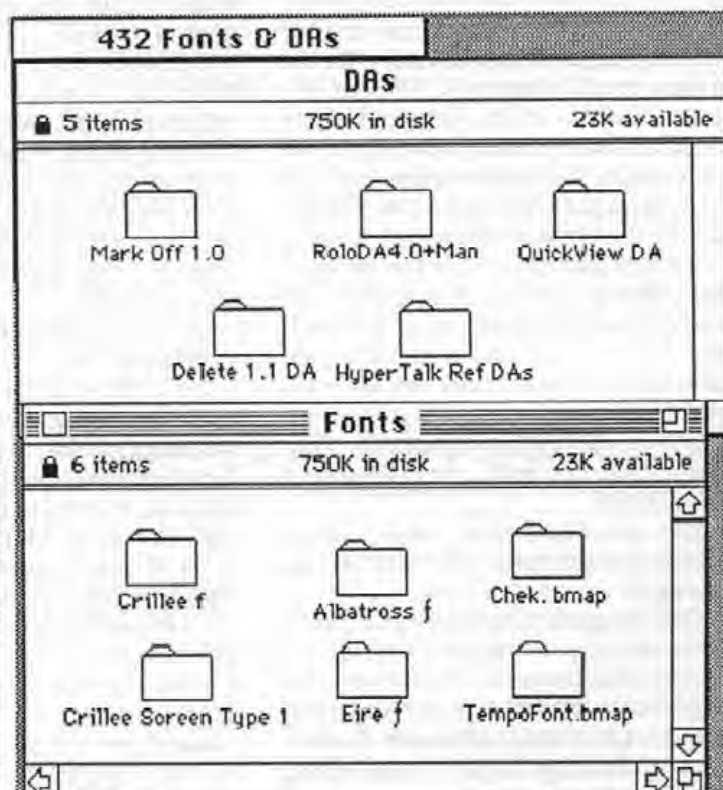 432 Fonts & DAs
DAs
5 items 750K in disk 23K available
Mark Off 1.0 RoloDA4.0+Man QuickView DA
Delete 1.1 DA HyperTalk Ref DAs
Fonts
6 items 750K in disk 23K available
Crillee f Albatross ƒ Chek. bmap
Crillee Soreen Type 1 Eire ƒ TempoFont.bmap